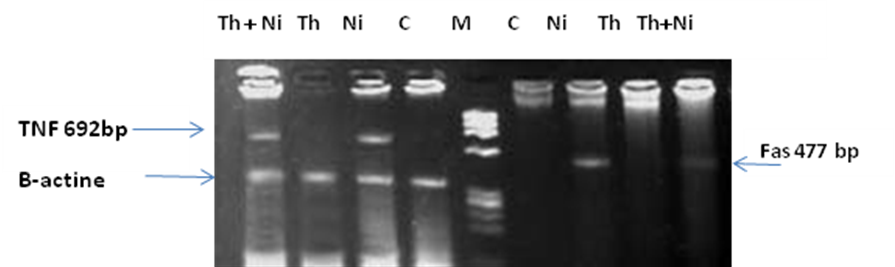 Th + Ni Th Ni C M C Ni Th Th+Ni
TNF 692bp
Fas 477 bp
B-actine